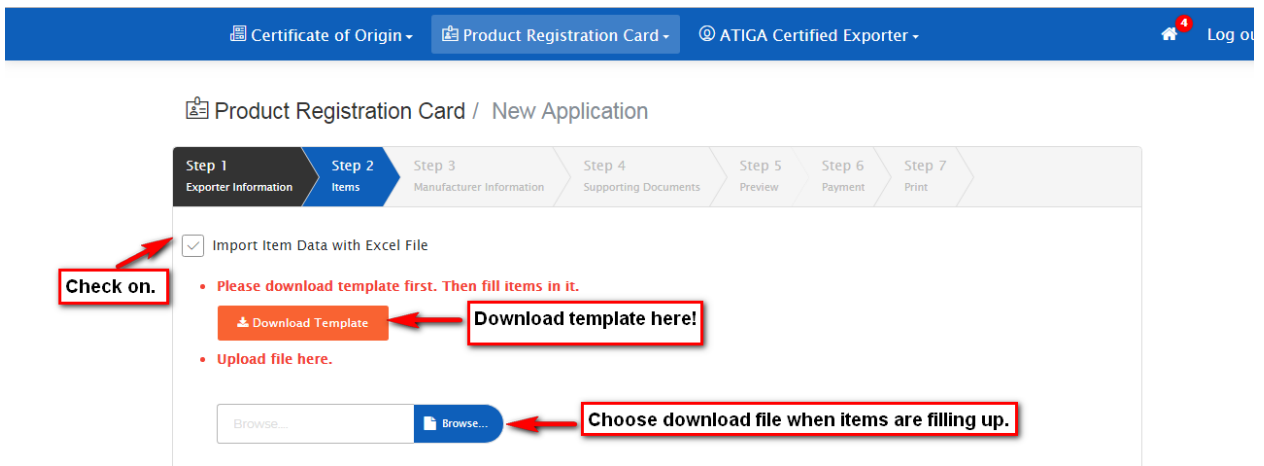 Certificate of Origin Product Registration Card ATIGA Certified Exporter 4 Log ou
Product Registration Card / New Application
Step 1 Step 2 Step 3 Step 4 Step 5 Step 6 Step 7
Exporter Information Items Manufacturer Information Supporting Documents Preview Payment Print
Import Item Data with Excel File
Check on.
Please download template first. Then fill items in it.
Download Template Download template here!
Upload file here.
Browse... Browse... Choose download file when items are filling up.